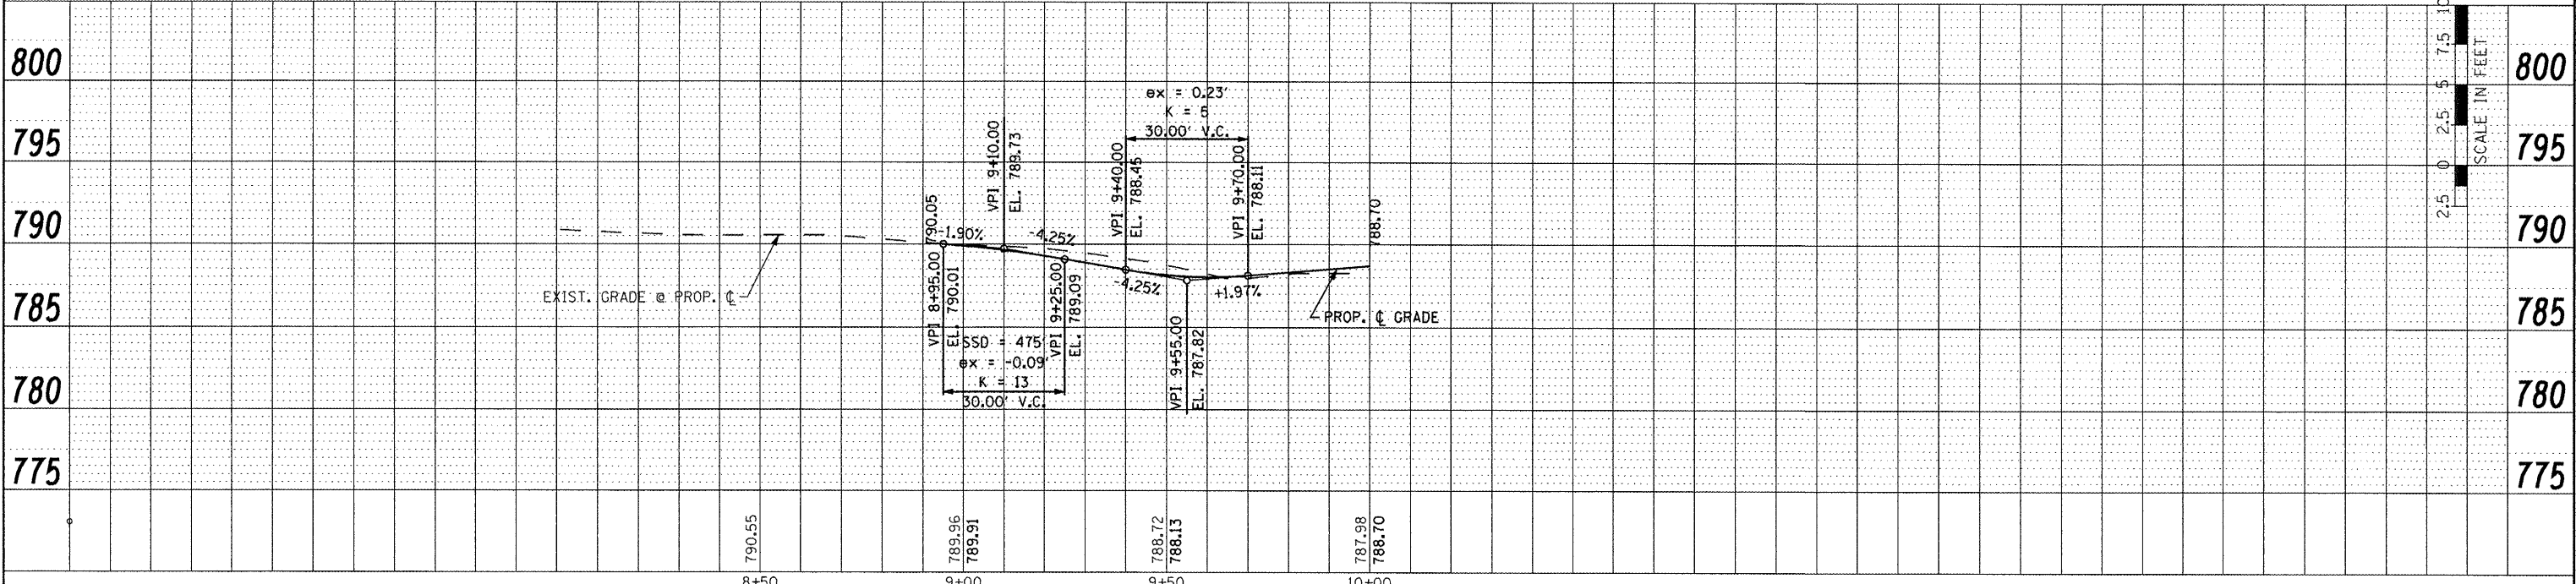 800
795
790
785
780
775
800
795
790
785
780
775
10
7.5
5
2.5
0
2.5
SCALE IN FEET
ex = 0.23'
K = 5
30.00' V.C.
VPI 9+10.00
EL. 789.73
VPI 9+40.00
EL. 788.45
VPI 9+70.00
EL. 788.11
790.05
-1.90%
-4.25%
788.70
EXIST. GRADE @ PROP. ℄
VPI 8+95.00
EL. 790.01
VPI 9+25.00
EL. 789.09
-4.25%
+1.97%
PROP. ℄ GRADE
SSD = 475'
ex = -0.09'
K = 13
30.00' V.C.
VPI 9+55.00
EL. 787.82
790.55
789.96
789.91
788.72
788.13
787.98
788.70
8+50
9+00
9+50
10+00